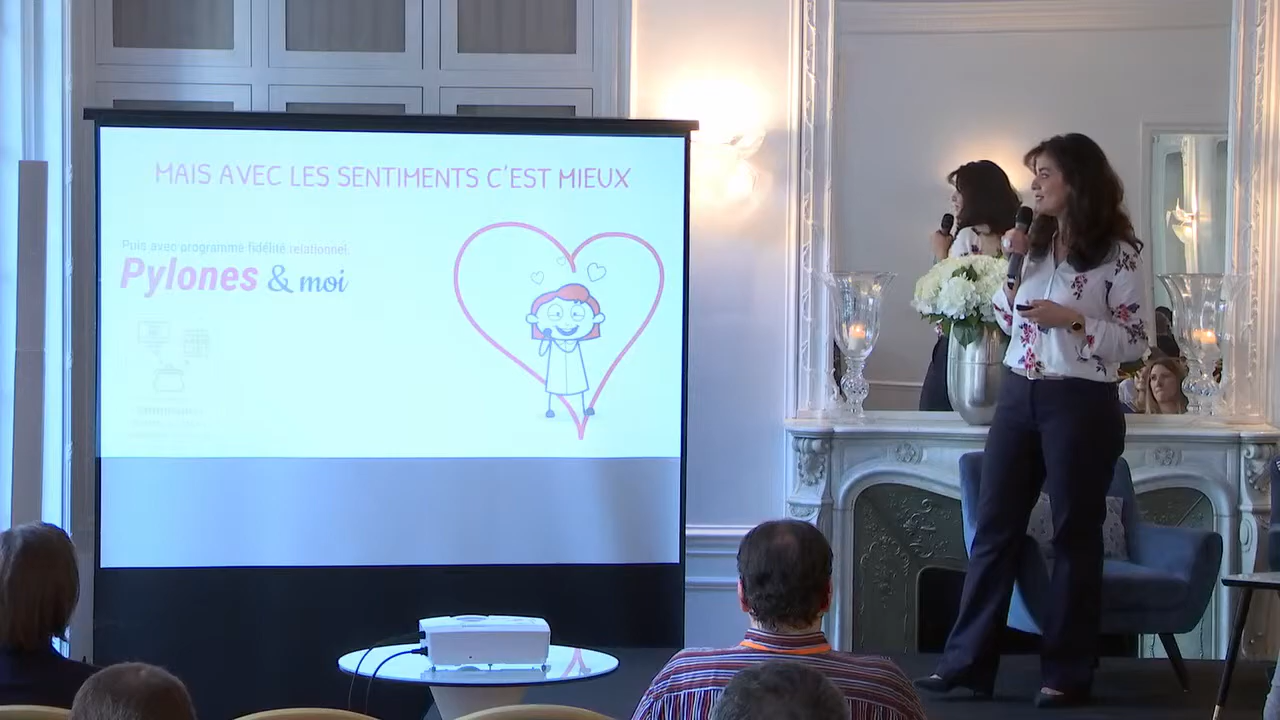 MAIS AVEC LES SENTIMENTS C'EST MIEUX
Puis avec programme fidélité relationnel
Pylones & moi